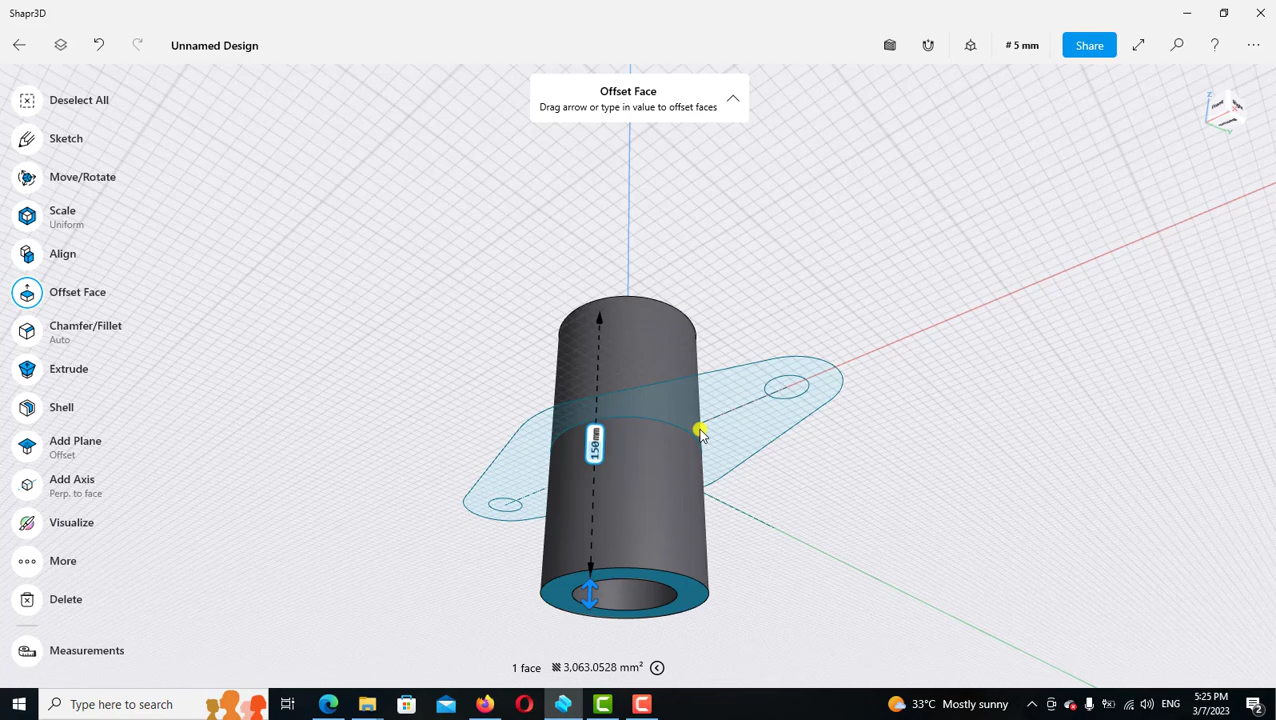 Shapr3D
Unnamed Design
# 5 mm
Share
Offset Face
Drag arrow or type in value to offset faces
Z
Y
Deselect All
Sketch
Move/Rotate
Scale
Uniform
Align
Offset Face
Chamfer/Fillet
Auto
Extrude
Shell
Add Plane
Offset
Add Axis
Perp. to face
Visualize
More
Delete
Measurements
150mm
1 face
3,063.0528 mm²
Type here to search
33°C Mostly sunny
ENG
5:25 PM
3/7/2023
2